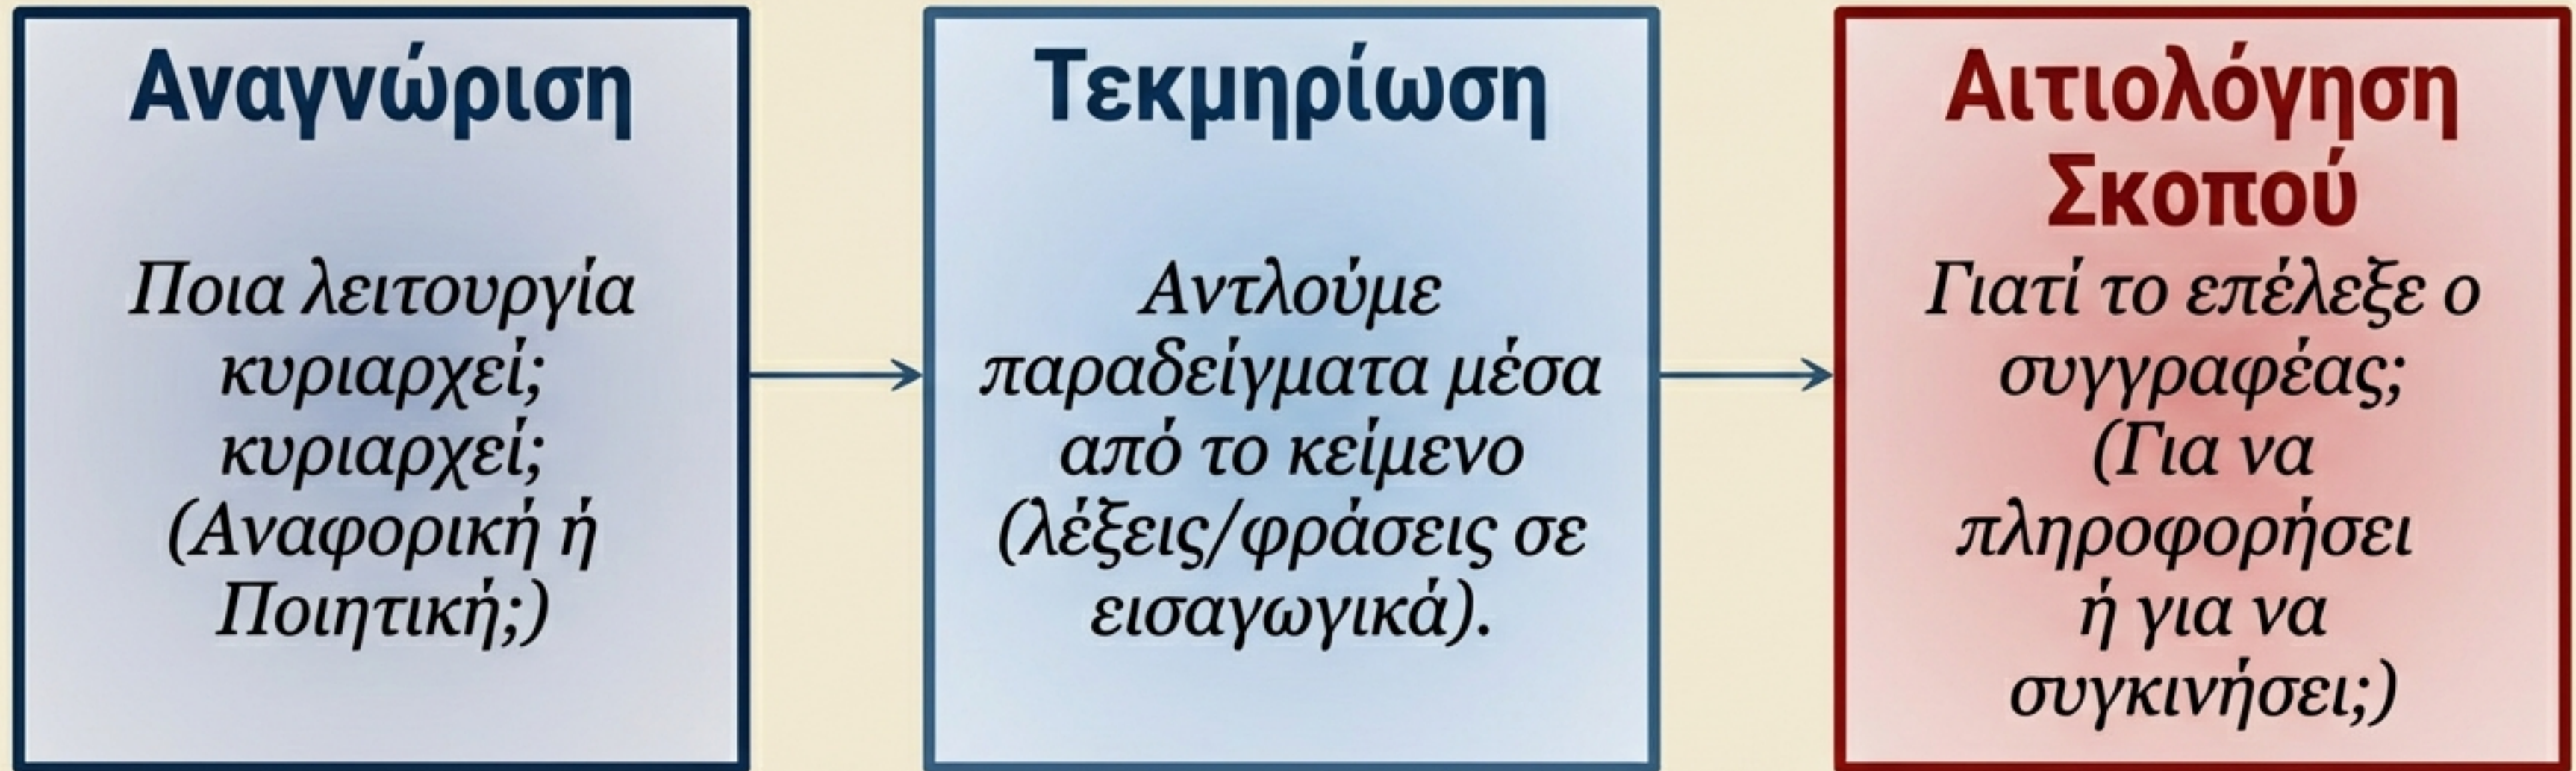 Αναγνώριση
Ποια λειτουργία
κυριαρχεί;
κυριαρχεί;
(Αναφορική ή
Ποιητική;)
Τεκμηρίωση
Αντλούμε
παραδείγματα μέσα
από το κείμενο
(λέξεις/φράσεις σε
εισαγωγικά).
Αιτιολόγηση
Σκοπού
Γιατί το επέλεξε ο
συγγραφέας;
(Για να
πληροφορήσει
ή για να
συγκινήσει;)